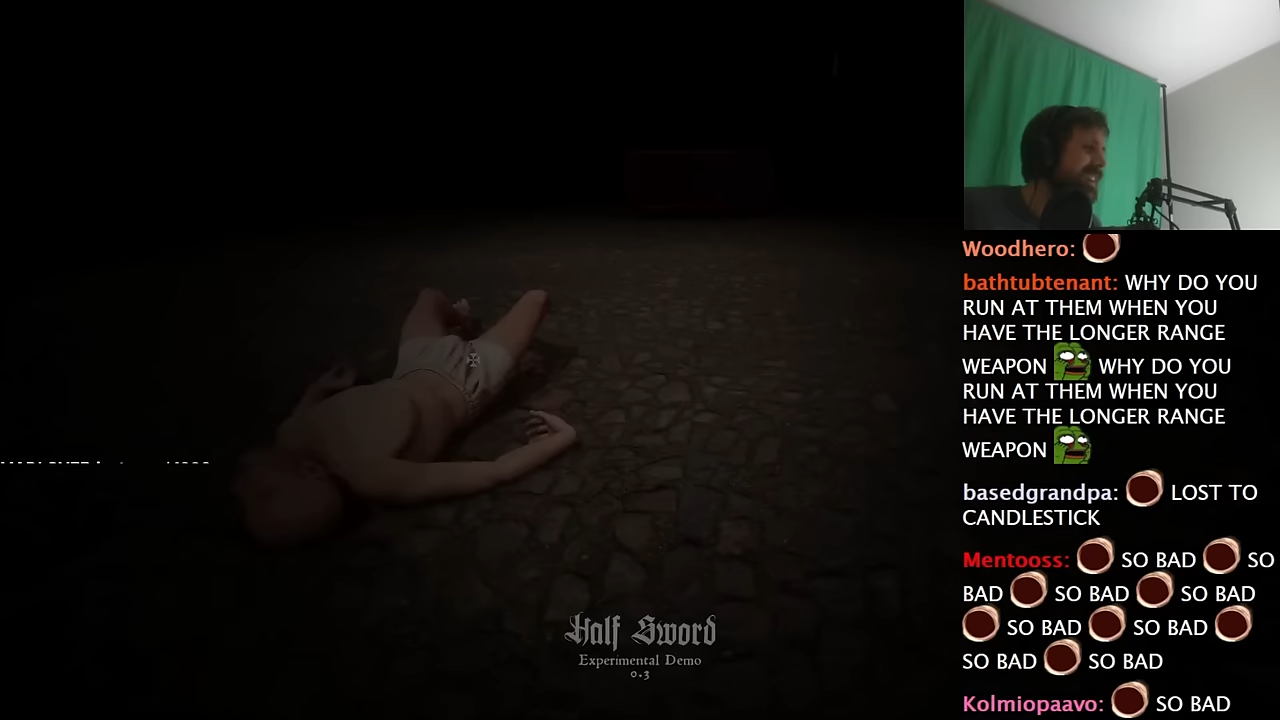 Woodhero:
bathtubtenant: WHY DO YOU
RUN AT THEM WHEN YOU
HAVE THE LONGER RANGE
WEAPON WHY DO YOU
RUN AT THEM WHEN YOU
HAVE THE LONGER RANGE
WEAPON
basedgrandpa: LOST TO
CANDLESTICK
Mentooss: SO BAD SO
BAD SO BAD SO BAD
SO BAD SO BAD
SO BAD SO BAD
Kolmiopaavo: SO BAD
Half Sword
Experimental Demo
0.3